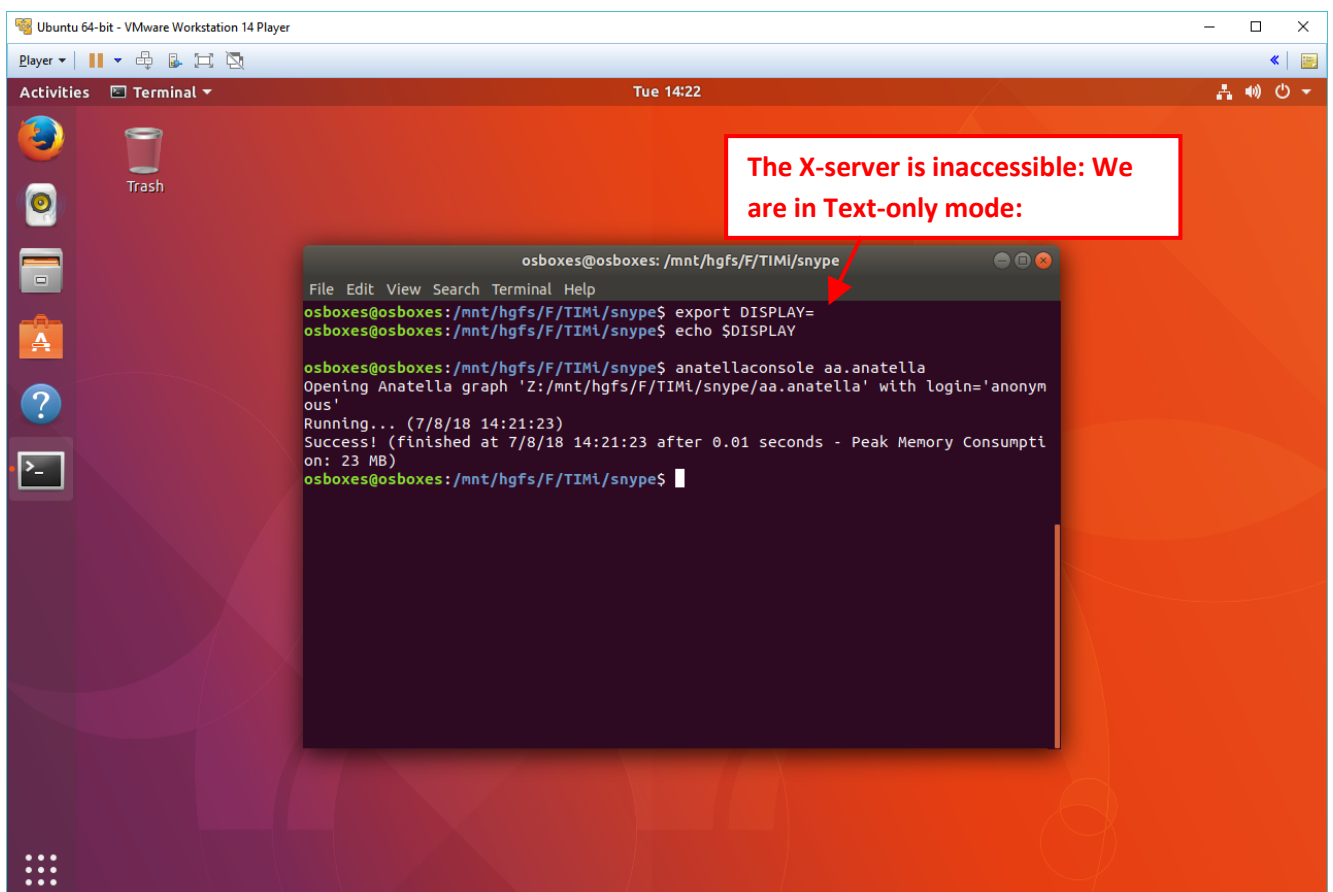 Ubuntu 64-bit - VMware Workstation 14 Player
Player
Activities Terminal Tue 14:22
Trash
The X-server is inaccessible: We
are in Text-only mode:
osboxes@osboxes: /mnt/hgfs/F/TIMi/snype
File Edit View Search Terminal Help
osboxes@osboxes:/mnt/hgfs/F/TIMi/snype$ export DISPLAY=
osboxes@osboxes:/mnt/hgfs/F/TIMi/snype$ echo $DISPLAY
osboxes@osboxes:/mnt/hgfs/F/TIMi/snype$ anatellaconsole aa.anatella
Opening Anatella graph 'Z:/mnt/hgfs/F/TIMi/snype/aa.anatella' with login='anonym
ous'
Running... (7/8/18 14:21:23)
Success! (finished at 7/8/18 14:21:23 after 0.01 seconds - Peak Memory Consumpti
on: 23 MB)
osboxes@osboxes:/mnt/hgfs/F/TIMi/snype$